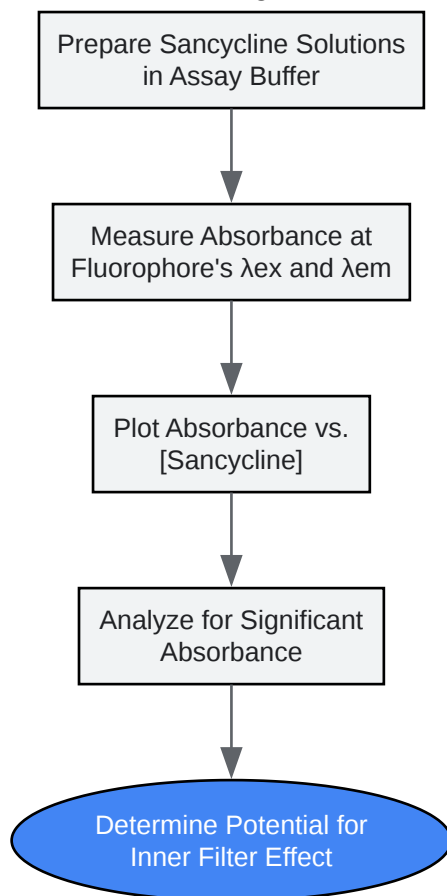 Prepare Sancycline Solutions
in Assay Buffer
Measure Absorbance at
Fluorophore's λex and λem
Plot Absorbance vs.
[Sancycline]
Analyze for Significant
Absorbance
Determine Potential for
Inner Filter Effect